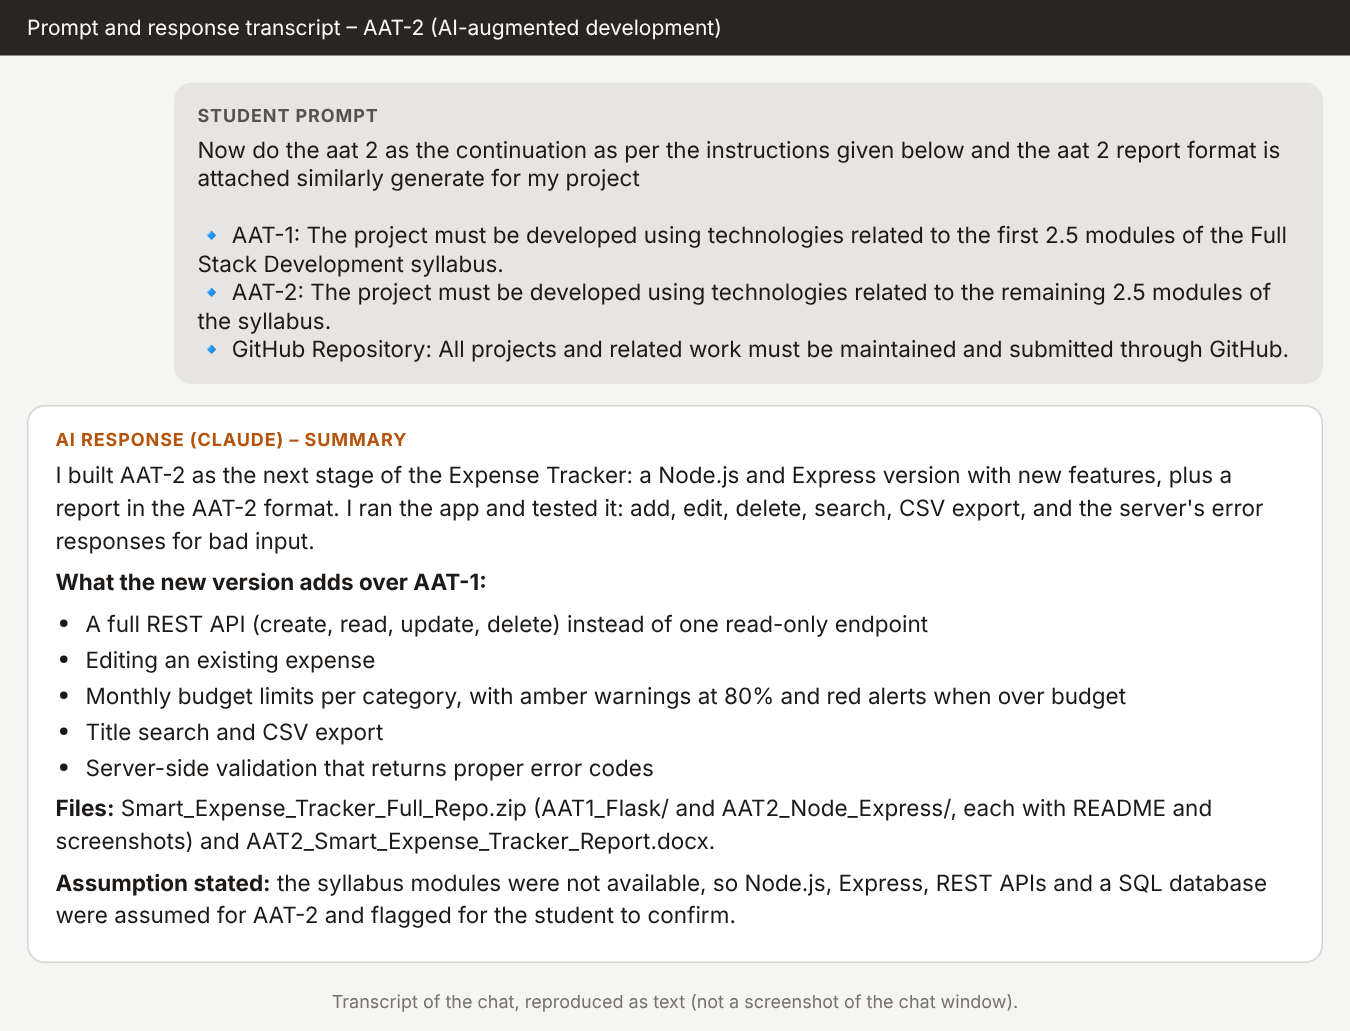 Prompt and response transcript – AAT-2 (AI-augmented development)
STUDENT PROMPT
Now do the aat 2 as the continuation as per the instructions given below and the aat 2 report format is
attached similarly generate for my project
🔹 AAT-1: The project must be developed using technologies related to the first 2.5 modules of the Full
Stack Development syllabus.
🔹 AAT-2: The project must be developed using technologies related to the remaining 2.5 modules of
the syllabus.
🔹 GitHub Repository: All projects and related work must be maintained and submitted through GitHub.
AI RESPONSE (CLAUDE) – SUMMARY
I built AAT-2 as the next stage of the Expense Tracker: a Node.js and Express version with new features, plus a
report in the AAT-2 format. I ran the app and tested it: add, edit, delete, search, CSV export, and the server's error
responses for bad input.
What the new version adds over AAT-1:
• A full REST API (create, read, update, delete) instead of one read-only endpoint
• Editing an existing expense
• Monthly budget limits per category, with amber warnings at 80% and red alerts when over budget
• Title search and CSV export
• Server-side validation that returns proper error codes
Files: Smart_Expense_Tracker_Full_Repo.zip (AAT1_Flask/ and AAT2_Node_Express/, each with README and
screenshots) and AAT2_Smart_Expense_Tracker_Report.docx.
Assumption stated: the syllabus modules were not available, so Node.js, Express, REST APIs and a SQL database
were assumed for AAT-2 and flagged for the student to confirm.
Transcript of the chat, reproduced as text (not a screenshot of the chat window).